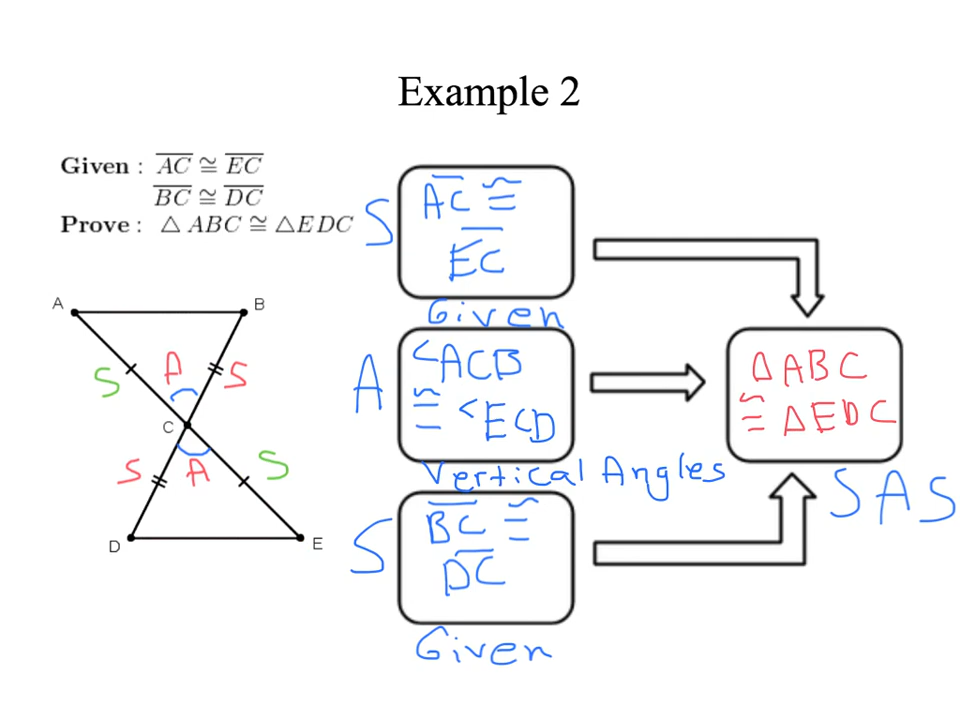 Example 2
Given : AC ≅ EC
BC ≅ DC
Prove : △ ABC ≅ △EDC
S
AC ≅
EC
Given
A
B
S
A
S
C
S
A
S
D
E
A
<ACB
≅ <ECD
Vertical Angles
S
BC ≅
DC
Given
△ ABC
≅ △EDC
SAS